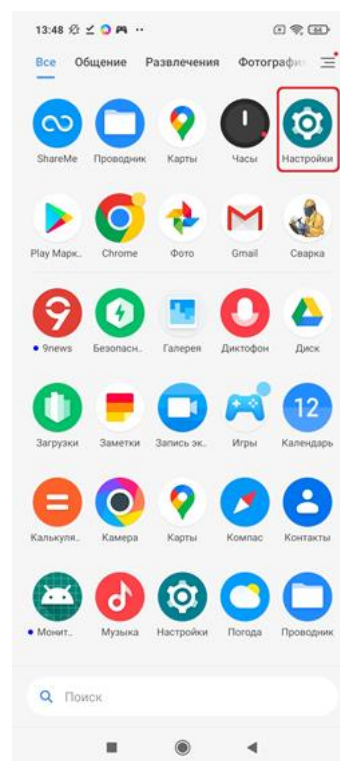 13:48
44
Все Общение Развлечения Фотографи
ShareMe Проводник Карты Часы Настройки
Play Марк.. Chrome Фото Gmail Сварка
9news Безопасн.. Галерея Диктофон Диск
12
Загрузки Заметки Запись эк.. Игры Календарь
Калькуля.. Камера Карты Компас Контакты
Монит.. Музыка Настройки Погода Проводник
Поиск